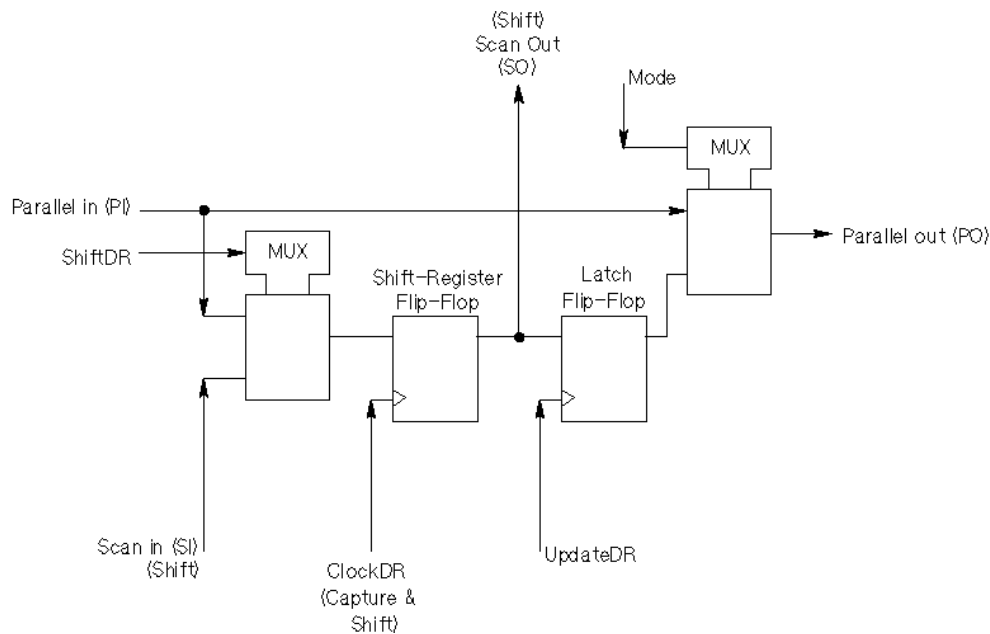 (Shift)
Scan Out
(SO)
Mode
MUX
Parallel in (PI)
ShiftDR
MUX
Parallel out (PO)
Shift-Register
Flip-Flop
Latch
Flip-Flop
Scan in (SI)
(Shift)
ClockDR
(Capture &
Shift)
UpdateDR